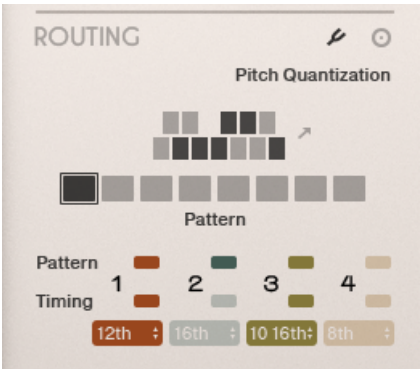 ROUTING
Pitch Quantization
Pattern
Pattern
1 2 3 4
Timing
12th 16th 10 16th 8th